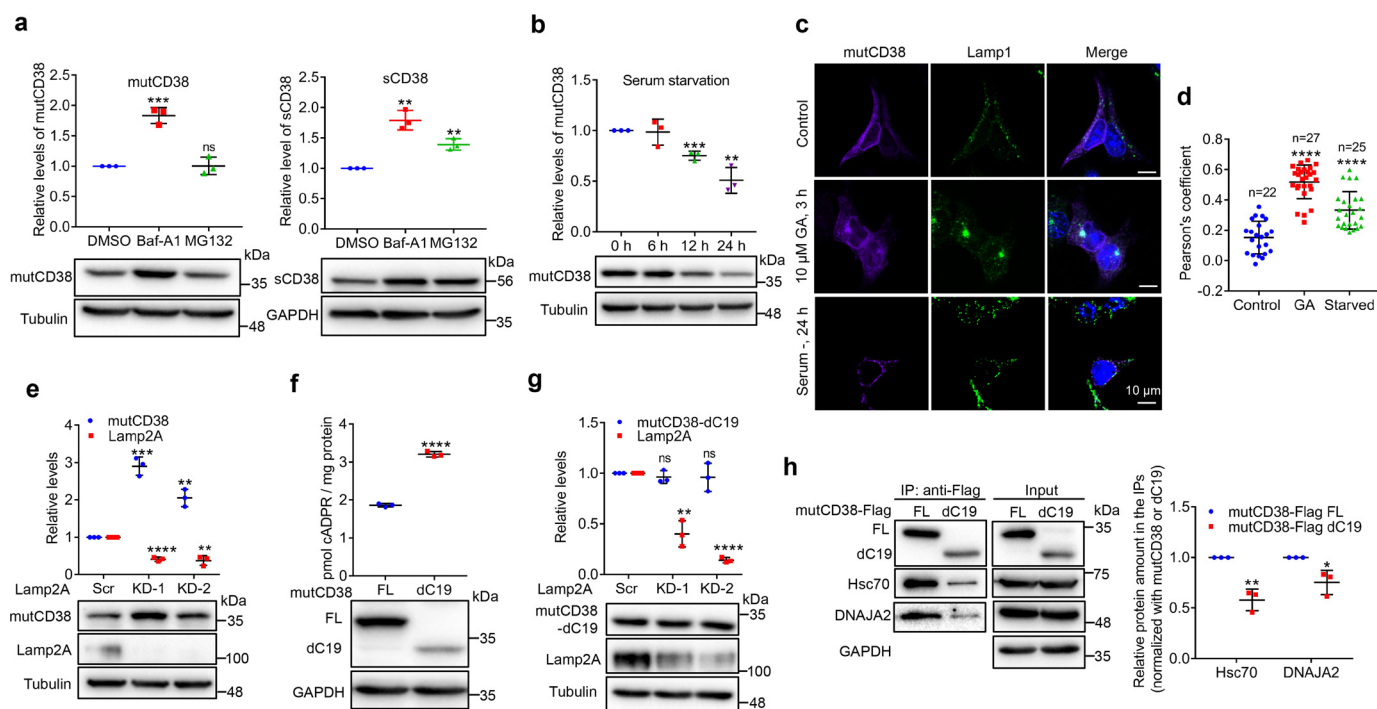 a
mutCD38
Relative levels of mutCD38
2.5
2.0
1.5
1.0
0.5
0.0
***
ns
DMSO Baf-A1 MG132
kDa
mutCD38
35
Tubulin
48
sCD38
Relative level of sCD38
2.5
2.0
1.5
1.0
0.5
0.0
**
**
DMSO Baf-A1 MG132
kDa
sCD38
56
GAPDH
35
b
Serum starvation
Relative levels of mutCD38
2.0
1.5
1.0
0.5
0.0
***
**
0 h 6 h 12 h 24 h
kDa
mutCD38
35
Tubulin
48
c
mutCD38 Lamp1 Merge
Control
10 µM GA, 3 h
Serum -, 24 h
10 µm
d
Pearson's coefficient
0.8
0.6
0.4
0.2
0.0
0.2
n=22
n=27
****
n=25
****
Control GA Starved
e
mutCD38
Lamp2A
Relative levels
4
3
2
1
0
***
**
****
**
Lamp2A Scr KD-1 KD-2
kDa
mutCD38
35
Lamp2A
100
Tubulin
48
f
pmol cADPR / mg protein
4
3
2
1
0
****
mutCD38 FL dC19
kDa
FL
35
dC19
GAPDH
35
g
mutCD38-dC19
Lamp2A
Relative levels
1.5
1.0
0.5
0.0
ns
ns
**
****
Lamp2A Scr KD-1 KD-2
kDa
mutCD38
-dC19
35
Lamp2A
100
Tubulin
48
h
IP: anti-Flag Input
mutCD38-Flag FL dC19 FL dC19 kDa
FL
35
dC19
75
Hsc70
DNAJA2
48
GAPDH
35
Relative protein amount in the IPs
(normalized with mutCD38 or dC19)
mutCD38-Flag FL
mutCD38-Flag dC19
1.5
1.0
0.5
0.0
**
*
Hsc70 DNAJA2